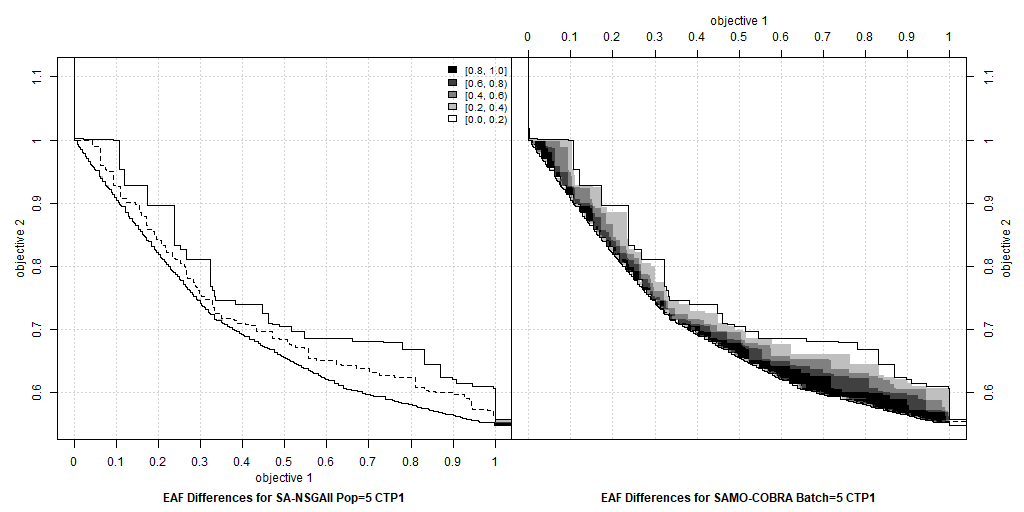 objective 1
0 0.1 0.2 0.3 0.4 0.5 0.6 0.7 0.8 0.9 1
[0.8, 1.0]
[0.6, 0.8)
[0.4, 0.6)
[0.2, 0.4)
[0.0, 0.2)
1.1
1
0.9
0.8
0.7
0.6
objective 2
1.1
1
0.9
0.8
0.7
0.6
objective 2
0 0.1 0.2 0.3 0.4 0.5 0.6 0.7 0.8 0.9 1
objective 1
EAF Differences for SA-NSGAII Pop=5 CTP1
EAF Differences for SAMO-COBRA Batch=5 CTP1